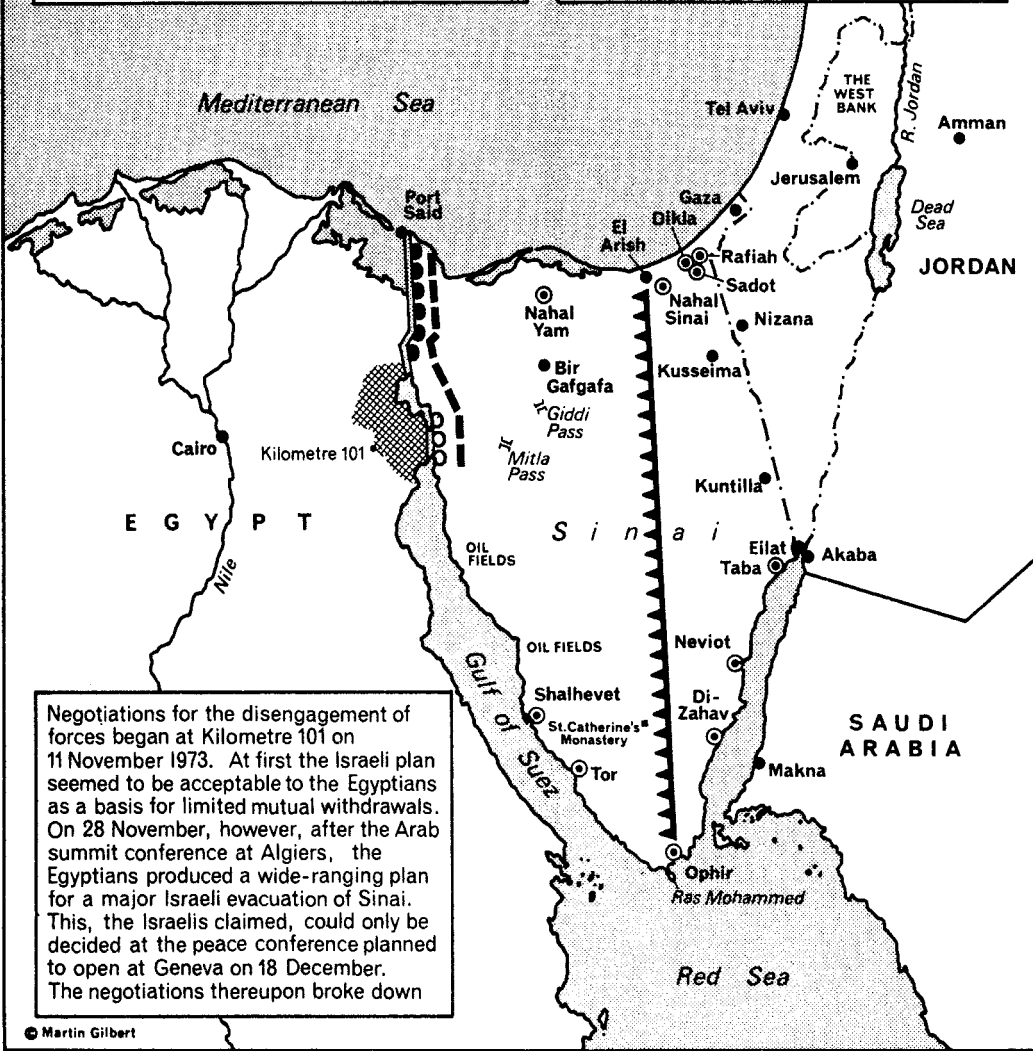 Mediterranean Sea
THE
WEST
BANK
R. Jordan
Tel Aviv
Amman
Jerusalem
Port
Said
Gaza
Dikla
El
Arish
Dead
Sea
Rafiah
Sadot
JORDAN
Nahal
Yam
Nahal
Sinai
Nizana
Kusseima
Bir
Gafgafa
Giddi
Pass
Mitla
Pass
Cairo
Kilometre 101
Kuntilla
EGYPT
Sinai
Nile
OIL
FIELDS
Eilat
Taba
Akaba
OIL FIELDS
Neviot
Gulf of Suez
Shalhevet
St. Catherine's
Monastery
Di-
Zahav
SAUDI
ARABIA
Tor
Makna
Ophir
Ras Mohammed
Red Sea
Negotiations for the disengagement of
forces began at Kilometre 101 on
11 November 1973. At first the Israeli plan
seemed to be acceptable to the Egyptians
as a basis for limited mutual withdrawals.
On 28 November, however, after the Arab
summit conference at Algiers, the
Egyptians produced a wide-ranging plan
for a major Israeli evacuation of Sinai.
This, the Israelis claimed, could only be
decided at the peace conference planned
to open at Geneva on 18 December.
The negotiations thereupon broke down
© Martin Gilbert